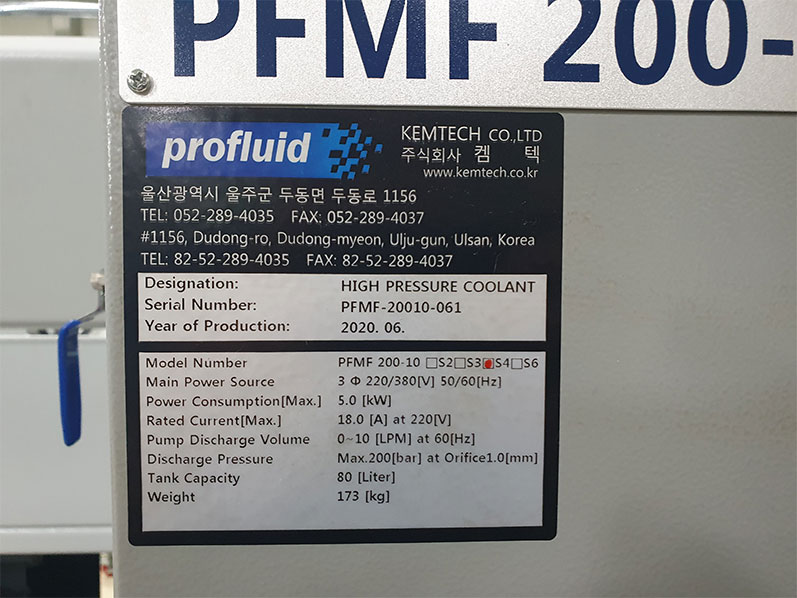 PFMF 200-
profluid
KEMTECH CO.,LTD
주식회사 켐 텍
www.kemtech.co.kr
울산광역시 울주군 두동면 두동로 1156
TEL: 052-289-4035 FAX: 052-289-4037
#1156, Dudong-ro, Dudong-myeon, Ulju-gun, Ulsan, Korea
TEL: 82-52-289-4035 FAX: 82-52-289-4037
Designation: HIGH PRESSURE COOLANT
Serial Number: PFMF-20010-061
Year of Production: 2020. 06.
Model Number PFMF 200-10 □S2□S3■S4□S6
Main Power Source 3 Φ 220/380[V] 50/60[Hz]
Power Consumption[Max.] 5.0 [kW]
Rated Current[Max.] 18.0 [A] at 220[V]
Pump Discharge Volume 0~10 [LPM] at 60[Hz]
Discharge Pressure Max.200[bar] at Orifice1.0[mm]
Tank Capacity 80 [Liter]
Weight 173 [kg]